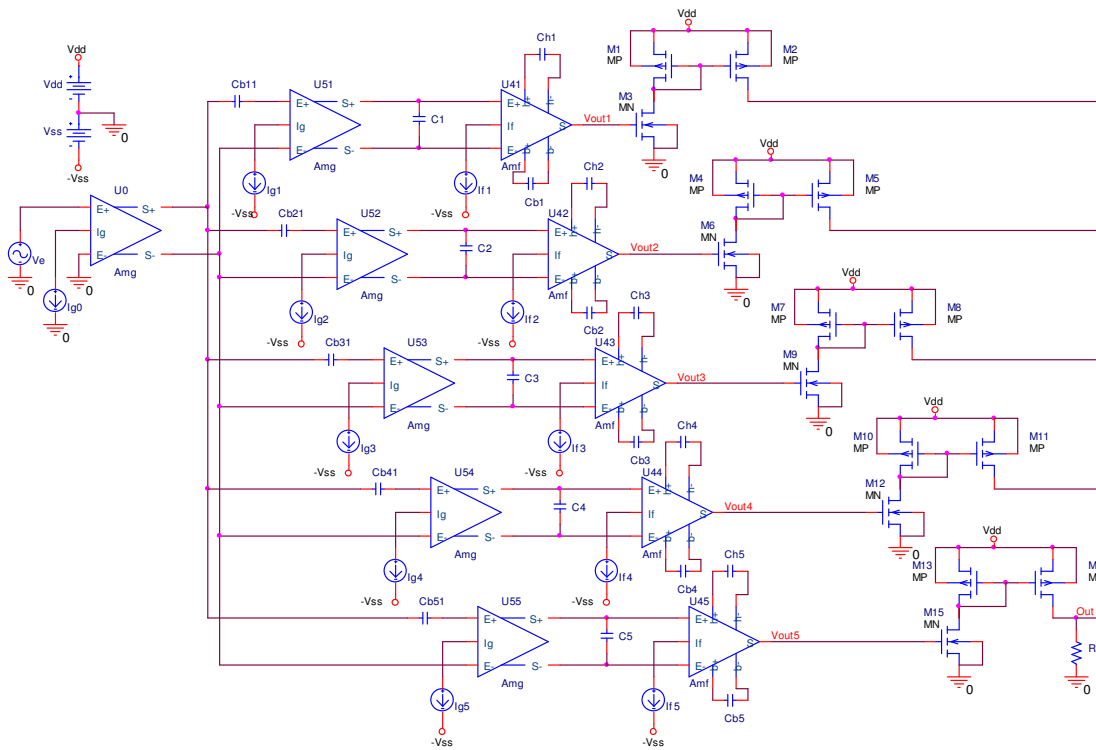 Vdd
Vdd
Vss
-Vss
0
U0
E+
S+
Ig
E-
S-
Amg
Ve
0
0
Ig0
0
Cb11
U51
E+
S+
Ig
E-
S-
Amg
Ig1
-Vss
C1
Ch1
U41
E+
If
E-
S
Amf
If1
-Vss
Cb1
Vout1
M1
MP
M2
MP
Vdd
M3
MN
0
Cb21
U52
E+
S+
Ig
E-
S-
Amg
Ig2
-Vss
C2
Ch2
U42
E+
If
E-
S
Amf
If2
-Vss
Cb2
Vout2
M4
MP
M5
MP
Vdd
M6
MN
0
Cb31
U53
E+
S+
Ig
E-
S-
Amg
Ig3
-Vss
C3
Ch3
U43
E+
If
E-
S
Amf
If3
-Vss
Cb3
Vout3
M7
MP
M8
MP
Vdd
M9
MN
0
Cb41
U54
E+
S+
Ig
E-
S-
Amg
Ig4
-Vss
C4
Ch4
U44
E+
If
E-
S
Amf
If4
-Vss
Cb4
Vout4
M10
MP
M11
MP
Vdd
M12
MN
0
Cb51
U55
E+
S+
Ig
E-
S-
Amg
Ig5
-Vss
C5
Ch5
U45
E+
If
E-
S
Amf
If5
-Vss
Cb5
Vout5
M13
MP
M
M
Vdd
M15
MN
0
Out
R
0